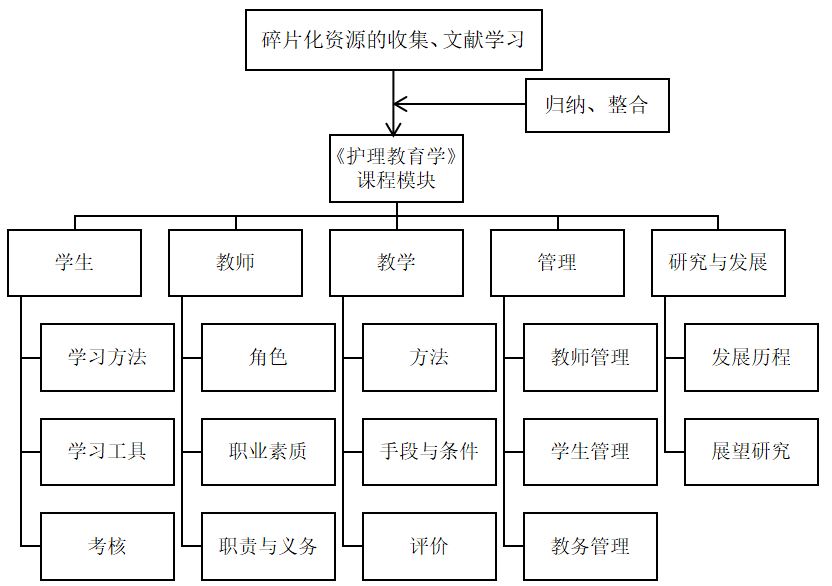 碎片化资源的收集、文献学习
归纳、整合
《护理教育学》
课程模块
学生
教师
教学
管理
研究与发展
学习方法
角色
方法
教师管理
发展历程
学习工具
职业素质
手段与条件
学生管理
展望研究
考核
职责与义务
评价
教务管理